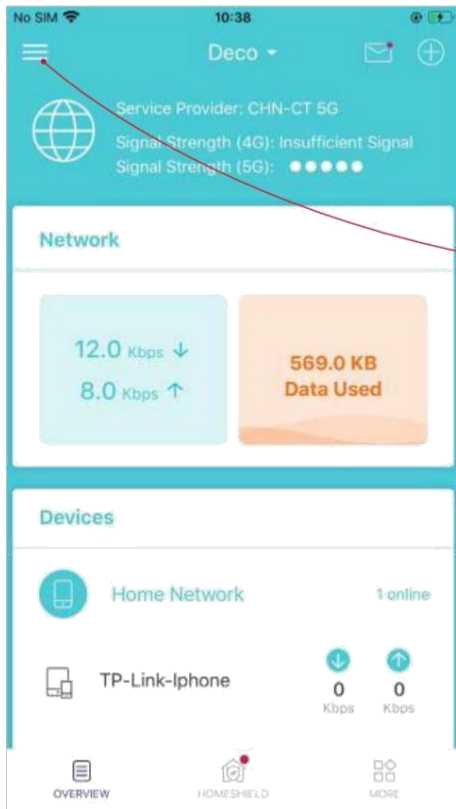 No SIM 10:38
Deco
Service Provider: CHN-CT 5G
Signal Strength (4G): Insufficient Signal
Signal Strength (5G):
Network
12.0 Kbps ↓
8.0 Kbps ↑
569.0 KB
Data Used
Devices
Home Network 1 online
TP-Link-Iphone
0 0
Kbps Kbps
OVERVIEW HOMESHIELD MORE